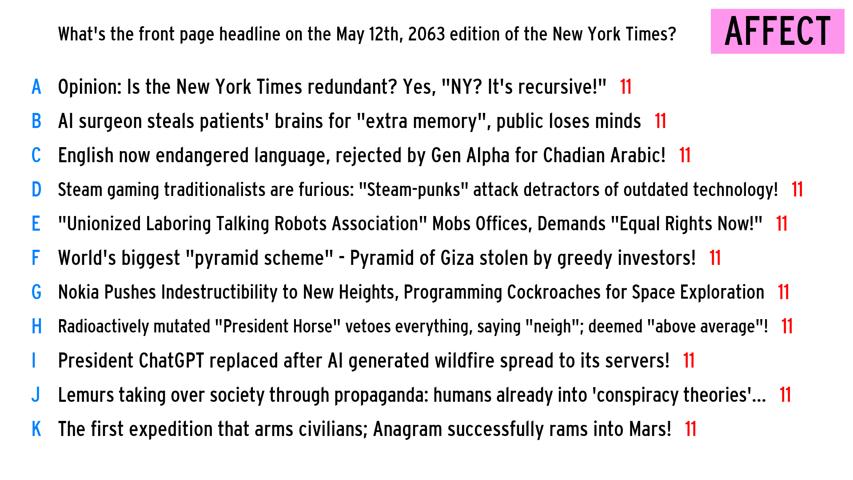 What's the front page headline on the May 12th, 2063 edition of the New York Times?
AFFECT
A Opinion: Is the New York Times redundant? Yes, "NY? It's recursive!" 11
B AI surgeon steals patients' brains for "extra memory", public loses minds 11
C English now endangered language, rejected by Gen Alpha for Chadian Arabic! 11
D Steam gaming traditionalists are furious: "Steam-punks" attack detractors of outdated technology! 11
E "Unionized Laboring Talking Robots Association" Mobs Offices, Demands "Equal Rights Now!" 11
F World's biggest "pyramid scheme" - Pyramid of Giza stolen by greedy investors! 11
G Nokia Pushes Indestructibility to New Heights, Programming Cockroaches for Space Exploration 11
H Radioactively mutated "President Horse" vetoes everything, saying "neigh"; deemed "above average"! 11
I President ChatGPT replaced after AI generated wildfire spread to its servers! 11
J Lemurs taking over society through propaganda: humans already into 'conspiracy theories'... 11
K The first expedition that arms civilians; Anagram successfully rams into Mars! 11